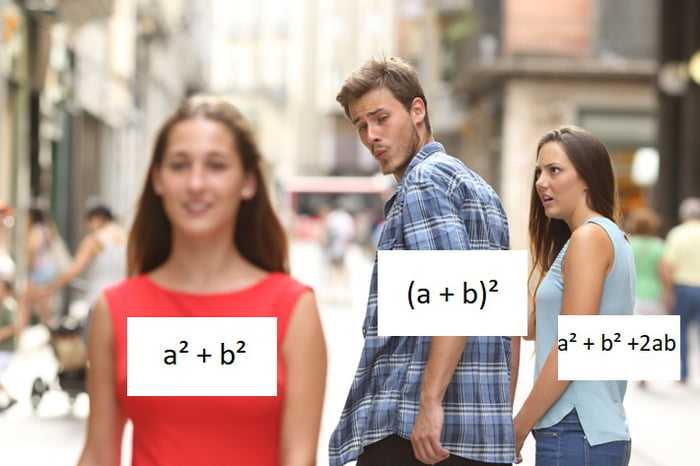 a² + b²
(a + b)²
a² + b² +2ab